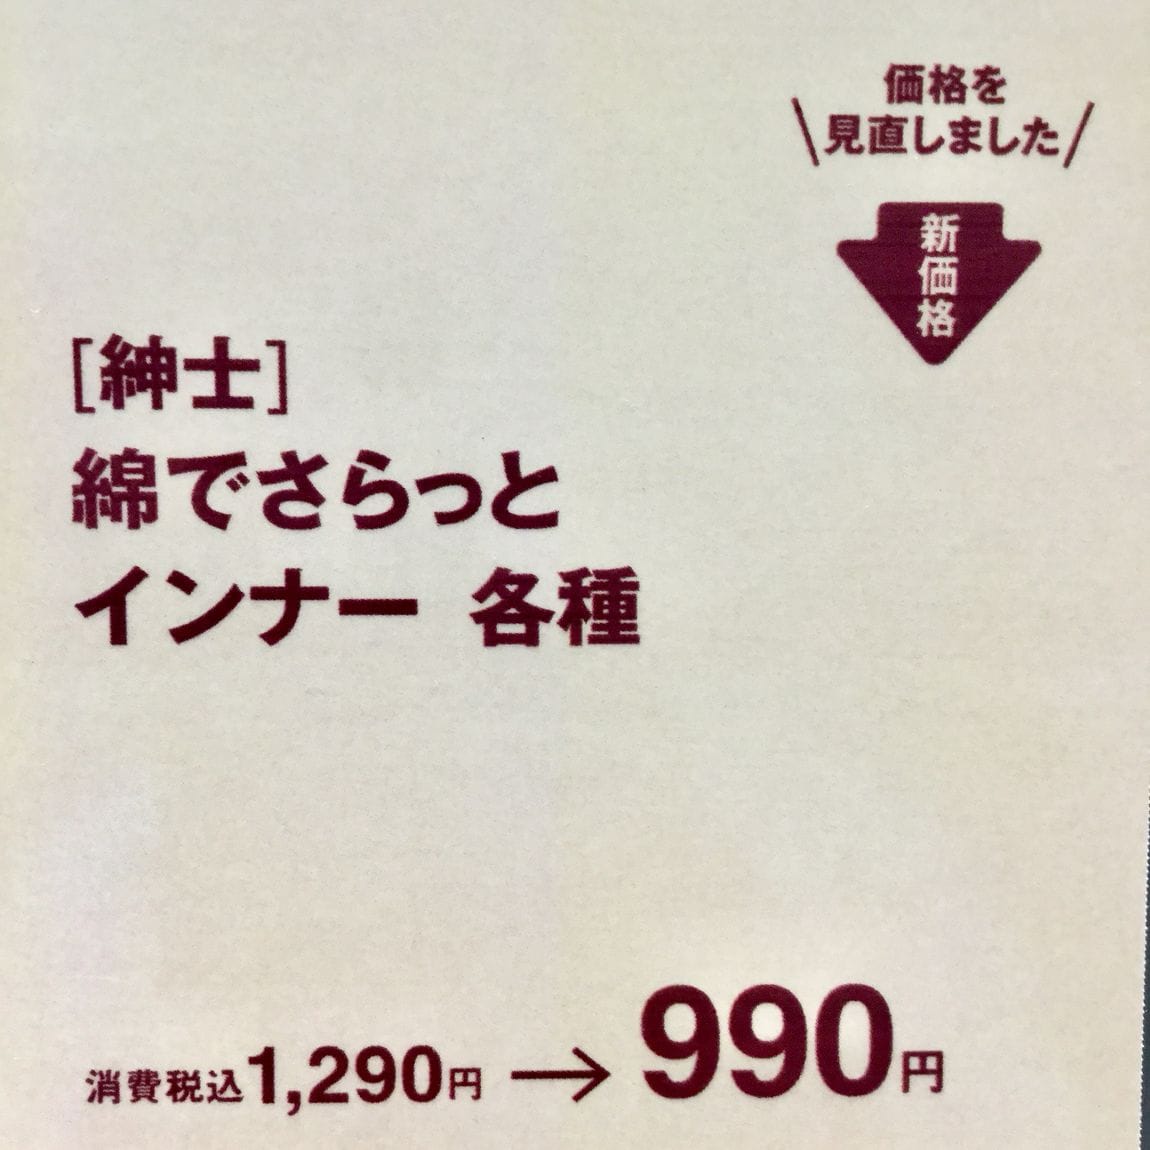 価格を
見直しました
新価格
[紳士]
綿でさらっと
インナー 各種
消費税込1,290円 → 990円